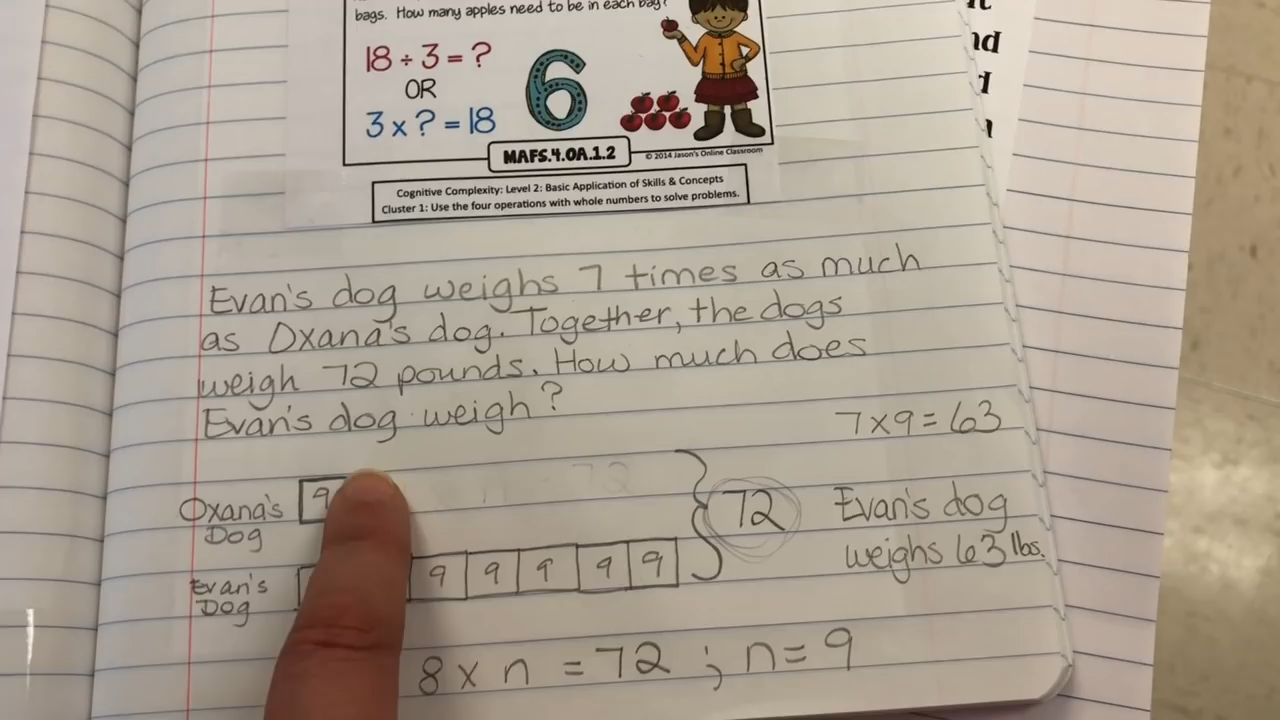 bags. How many apples need to be in each bag?
18 ÷ 3 = ?
OR
3 x ? = 18
6
MAFS.4.OA.1.2
© 2014 Jason's Online Classroom
Cognitive Complexity: Level 2: Basic Application of Skills & Concepts
Cluster 1: Use the four operations with whole numbers to solve problems.
Evan's dog weighs 7 times as much
as Oxana's dog. Together, the dogs
weigh 72 pounds. How much does
Evan's dog weigh?
7x9=63
Oxana's
Dog
9
72
Evan's dog
weighs 63 lbs.
Evan's
Dog
9 9 9 9 9
8 x n = 72 ; n = 9